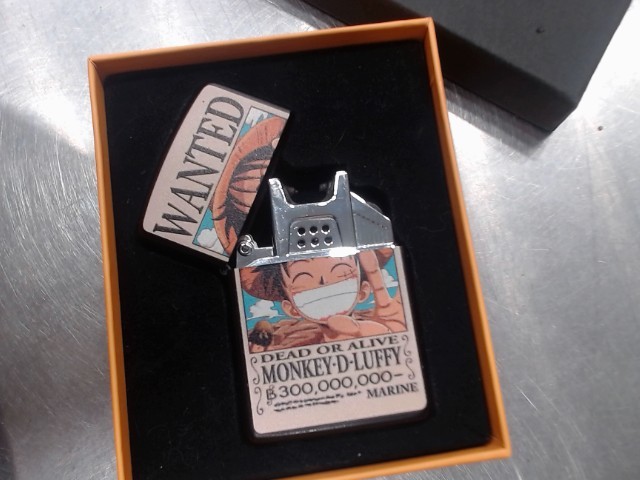 WANTED
DEAD OR ALIVE
MONKEY·D·LUFFY
฿300,000,000-
MARINE